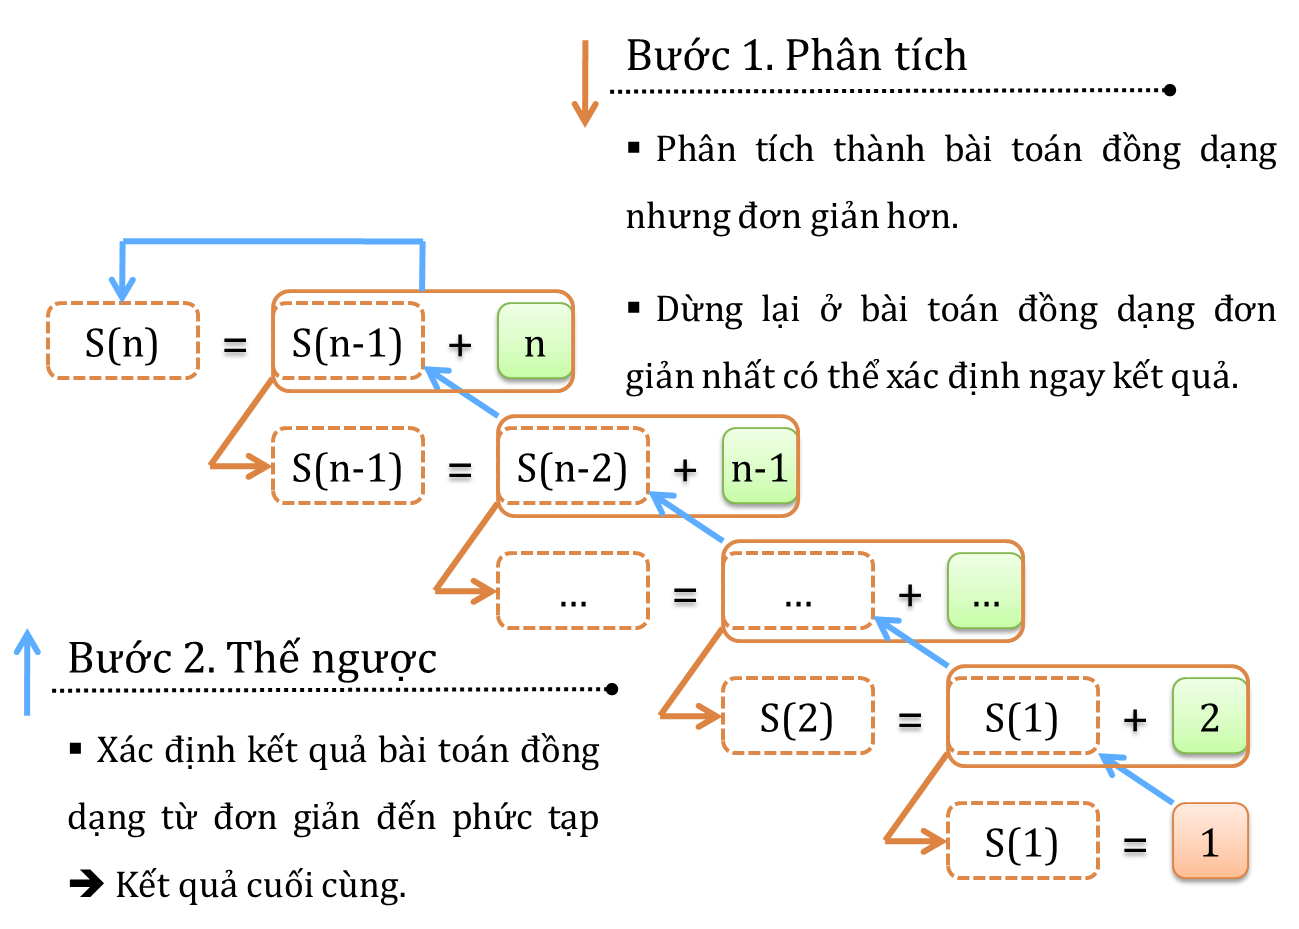 Bước 1. Phân tích
▪ Phân tích thành bài toán đồng dạng
nhưng đơn giản hơn.
▪ Dừng lại ở bài toán đồng dạng đơn
giản nhất có thể xác định ngay kết quả.
S(n) = S(n-1) + n
S(n-1) = S(n-2) + n-1
... = ... + ...
S(2) = S(1) + 2
S(1) = 1
Bước 2. Thế ngược
▪ Xác định kết quả bài toán đồng
dạng từ đơn giản đến phức tạp
➔ Kết quả cuối cùng.